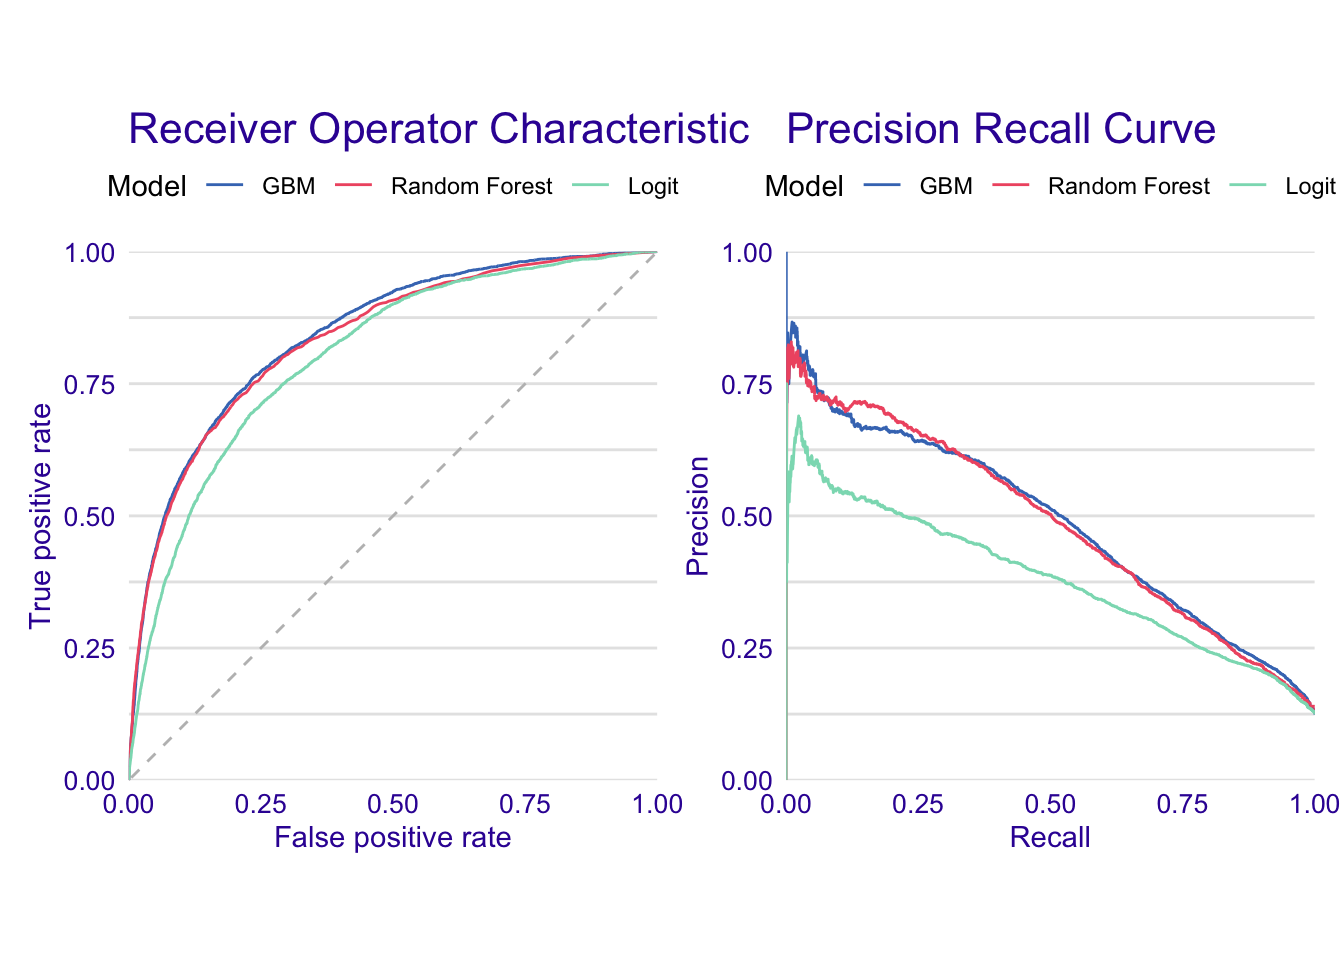 Receiver Operator Characteristic
Model GBM Random Forest Logit
1.00
0.75
0.50
0.25
0.00
True positive rate
0.00 0.25 0.50 0.75 1.00
False positive rate
Precision Recall Curve
Model GBM Random Forest Logit
1.00
0.75
0.50
0.25
0.00
Precision
0.00 0.25 0.50 0.75 1.00
Recall